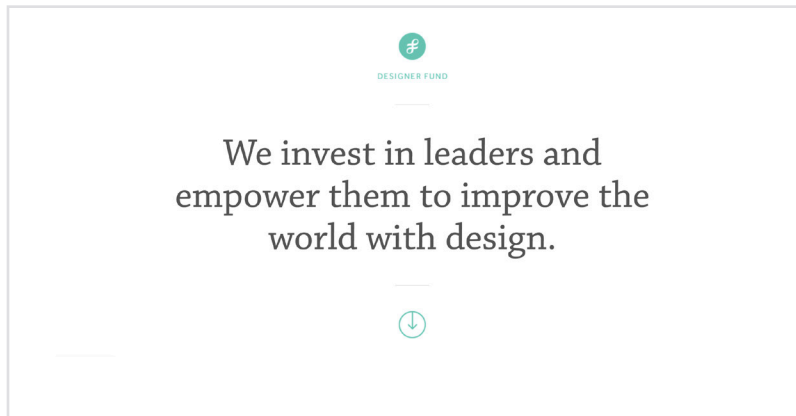 DESIGNER FUND
We invest in leaders and
empower them to improve the
world with design.